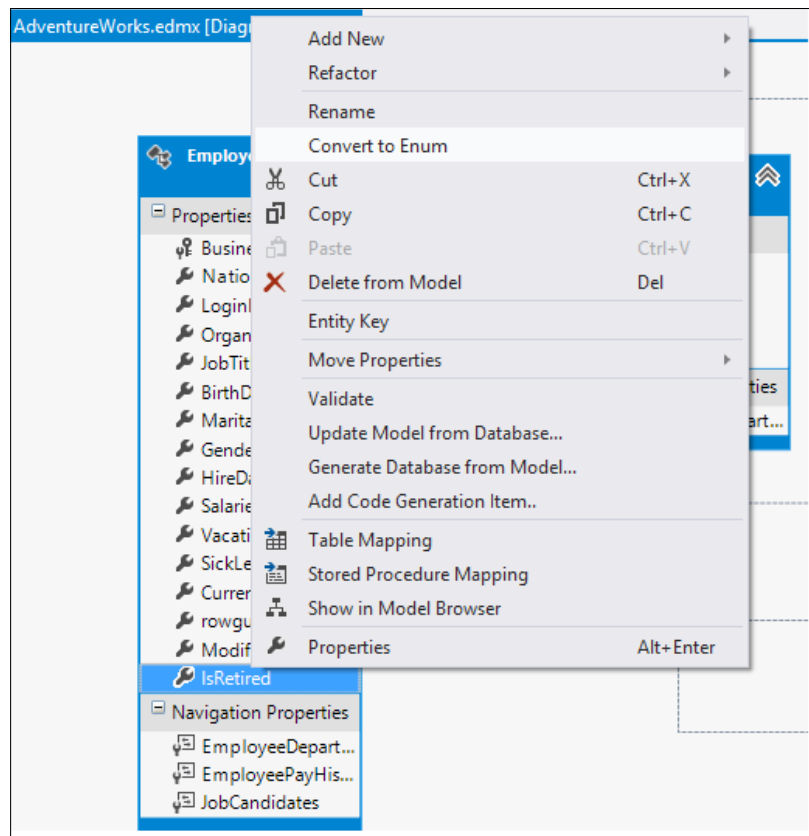 AdventureWorks.edmx [Diag
Add New
Refactor
Rename
Convert to Enum
Employe
Cut Ctrl+X
Properties
Copy Ctrl+C
Busine
Paste Ctrl+V
Natio
Delete from Model Del
LoginI
Entity Key
Organ
JobTit
Move Properties
BirthD
ties
Validate
Marita
art...
Update Model from Database...
Gende
Generate Database from Model...
HireDa
Add Code Generation Item..
Salarie
Vacati
Table Mapping
SickLe
Stored Procedure Mapping
Curren
Show in Model Browser
rowgu
Modif
Properties Alt+Enter
IsRetired
Navigation Properties
EmployeeDepart...
EmployeePayHis...
JobCandidates